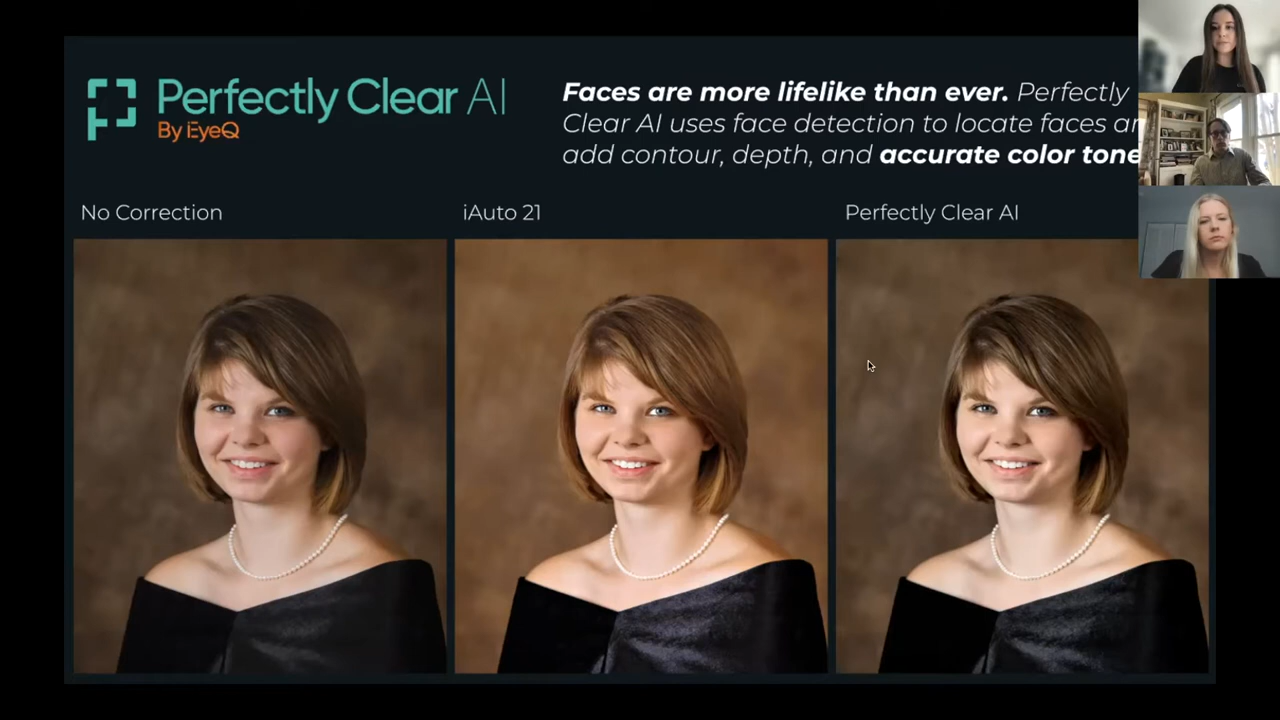 Perfectly Clear AI
By EyeQ
Faces are more lifelike than ever. Perfectly
Clear AI uses face detection to locate faces
add contour, depth, and accurate color tone
No Correction
iAuto 21
Perfectly Clear AI